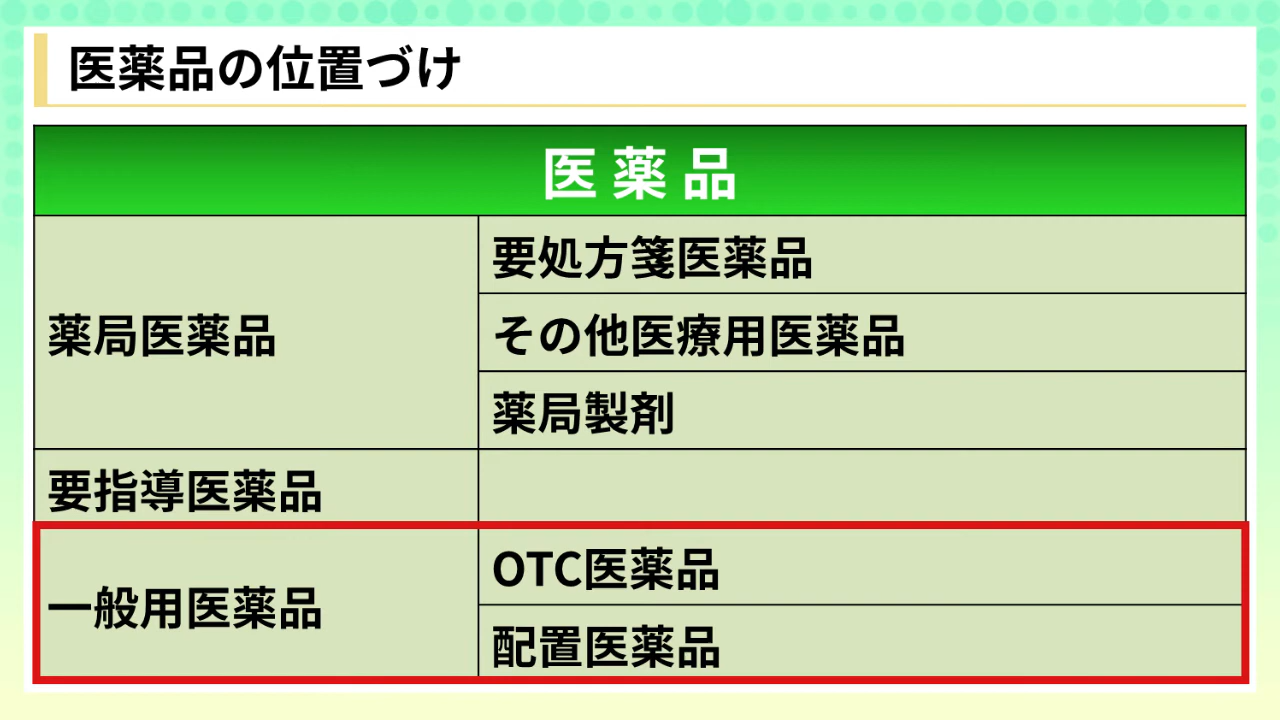 医薬品の位置づけ
医薬品
薬局医薬品
要処方箋医薬品
その他医療用医薬品
薬局製剤
要指導医薬品
一般用医薬品
OTC医薬品
配置医薬品